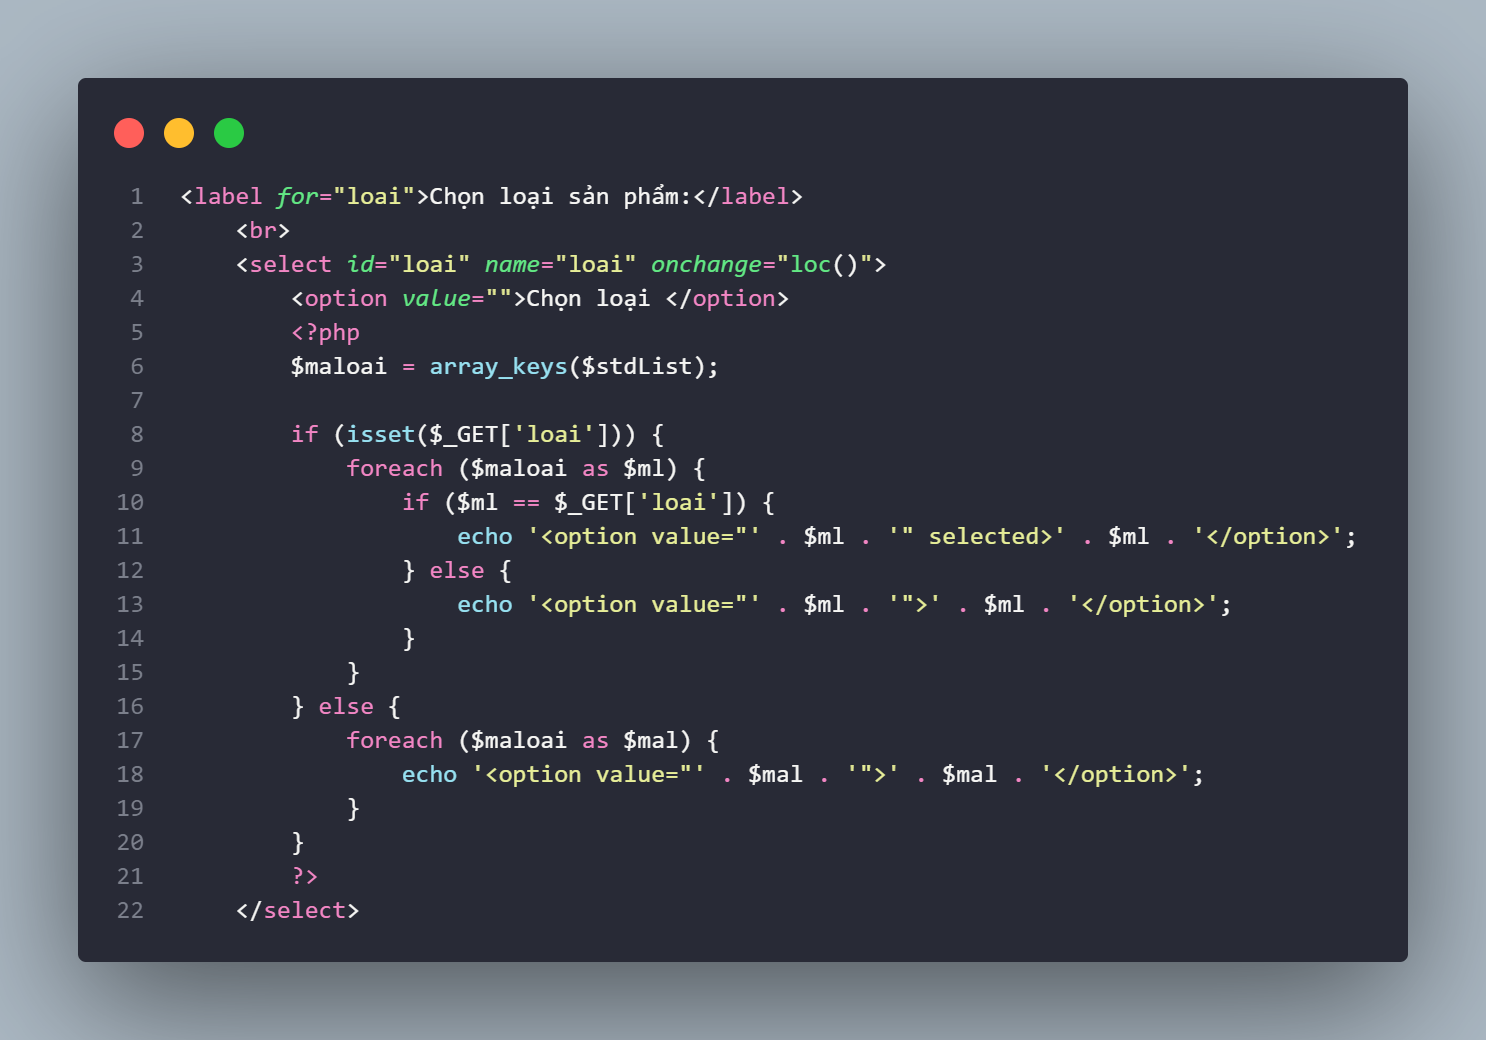 1 <label for="loai">Chọn loại sản phẩm:</label>
2 <br>
3 <select id="loai" name="loai" onchange="loc()">
4 <option value="">Chọn loại </option>
5 <?php
6 $maloai = array_keys($stdList);
7
8 if (isset($_GET['loai'])) {
9 foreach ($maloai as $ml) {
10 if ($ml == $_GET['loai']) {
11 echo '<option value="' . $ml . '" selected>' . $ml . '</option>';
12 } else {
13 echo '<option value="' . $ml . '">' . $ml . '</option>';
14 }
15 }
16 } else {
17 foreach ($maloai as $mal) {
18 echo '<option value="' . $mal . '">' . $mal . '</option>';
19 }
20 }
21 ?>
22 </select>